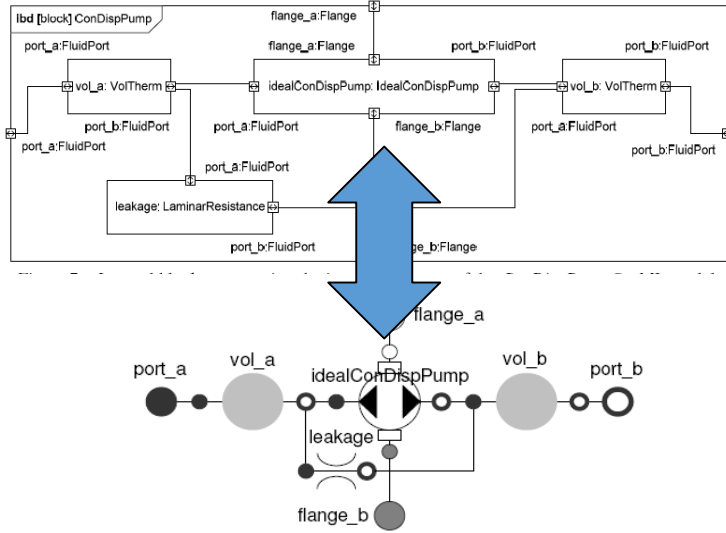 lbd [block] ConDispPump
flange_a:Flange
port_a:FluidPort
flange_a:Flange
port_b:FluidPort
port_b:FluidPort
vol_a: VolTherm
idealConDispPump: IdealConDispPump
vol_b: VolTherm
port_b:FluidPort
port_a:FluidPort
flange_b:Flange
port_a:FluidPort
port_a:FluidPort
port_b:FluidPort
port_a:FluidPort
leakage: LaminarResistance
port_b:FluidPort
ge_b:Flange
flange_a
port_a
vol_a
idealConDispPump
vol_b
port_b
leakage
flange_b